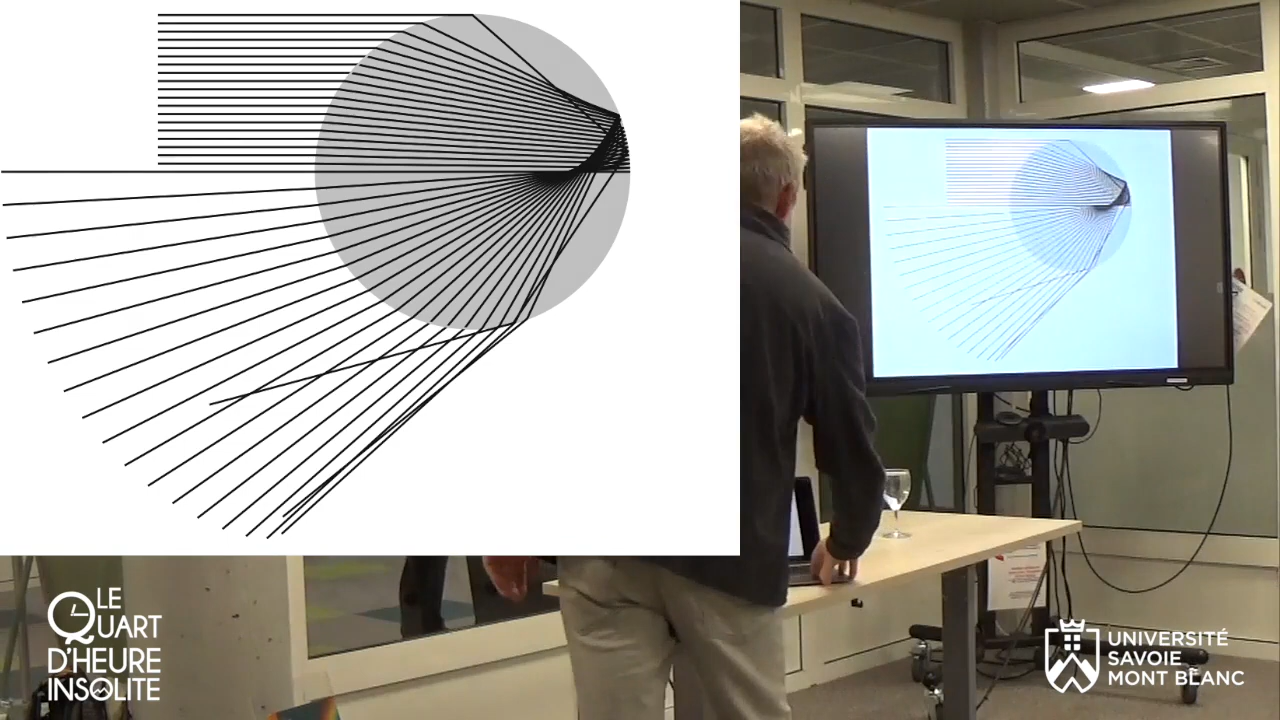 LE
QUART
D'HEURE
INSOLITE
UNIVERSITÉ
SAVOIE
MONT BLANC